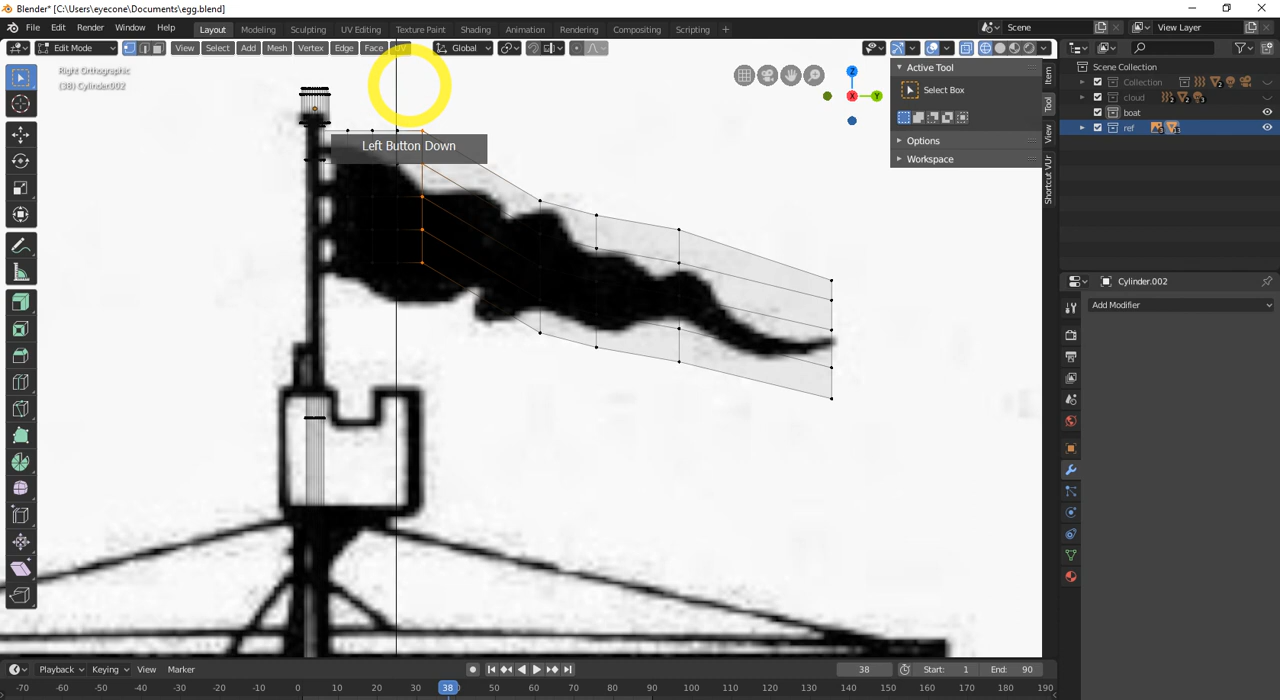 Blender* [C:\Users\eyecone\Documents\egg.blend]
File Edit Render Window Help Layout Modeling Sculpting UV Editing Texture Paint Shading Animation Rendering Compositing Scripting + Scene View Layer
Edit Mode View Select Add Mesh Vertex Edge Face UV Global
Right Orthographic
(38) Cylinder.002
Z
X Y
Active Tool
Select Box
Options
Workspace
Item
Tool
View
Shortcut VUr
Scene Collection
Collection 2
cloud 2 3
boat
ref 3 13
Left Button Down
Cylinder.002
Add Modifier
Playback Keying View Marker 38 Start: 1 End: 90
-70 -60 -50 -40 -30 -20 -10 0 10 20 30 38 50 60 70 80 90 100 110 120 130 140 150 160 170 180 190